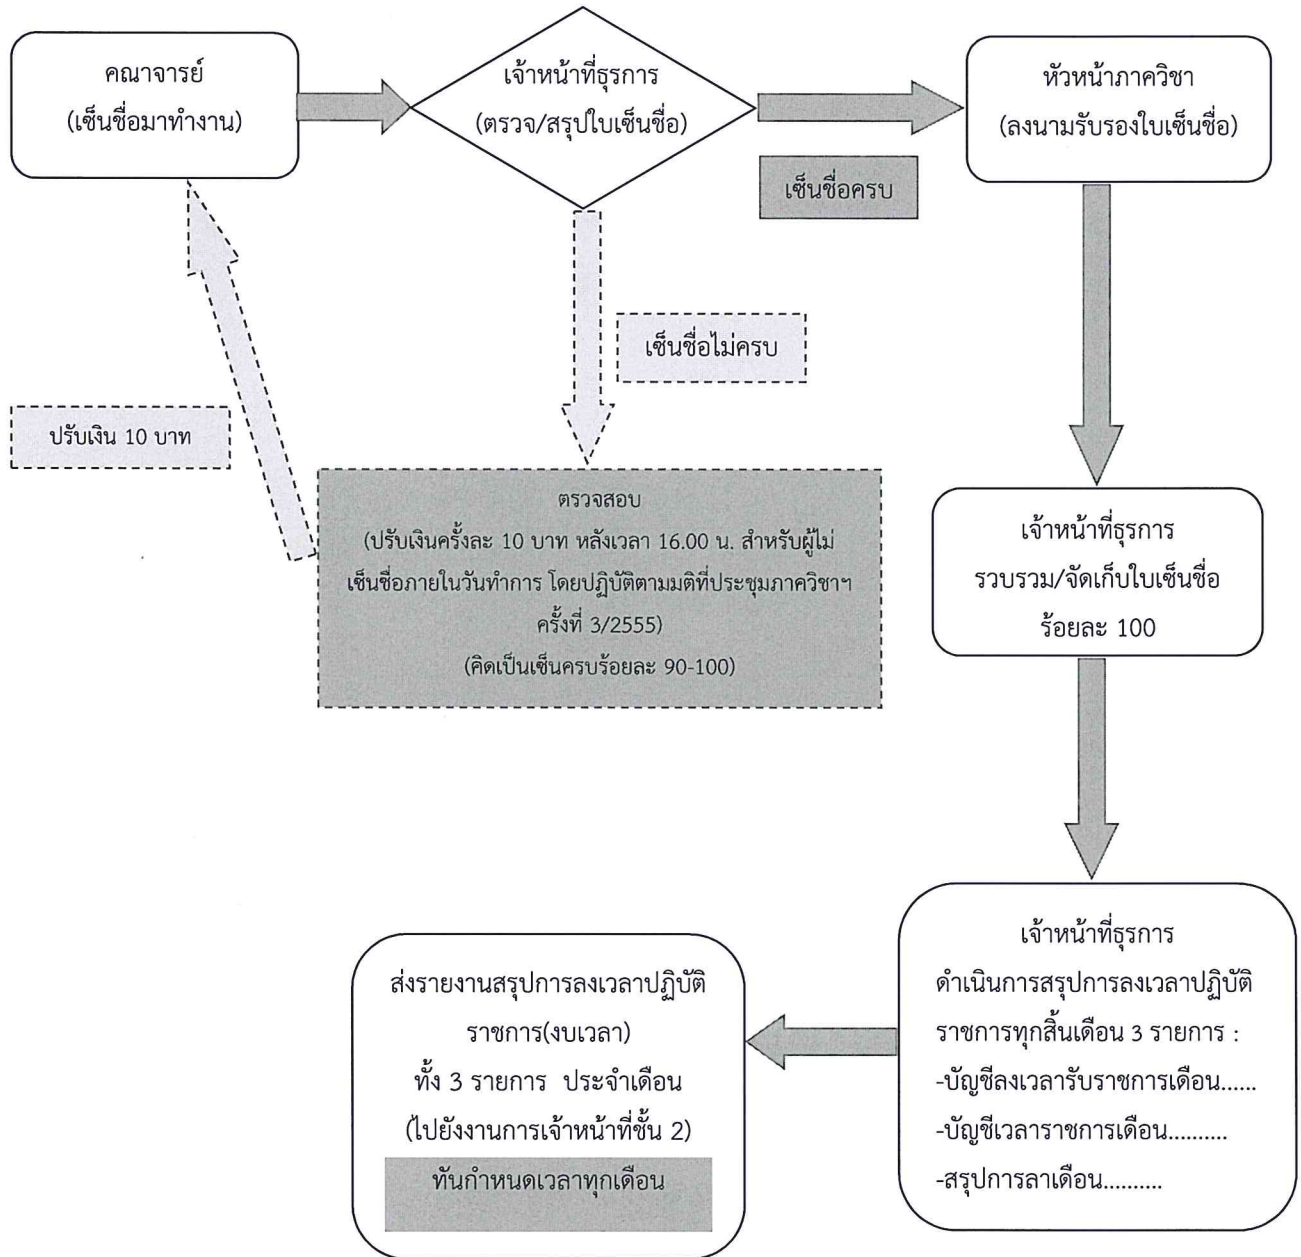 คณาจารย์
(เซ็นชื่อมาทำงาน)
เจ้าหน้าที่ธุรการ
(ตรวจ/สรุปใบเซ็นชื่อ)
หัวหน้าภาควิชา
(ลงนามรับรองใบเซ็นชื่อ)
เซ็นชื่อครบ
เซ็นชื่อไม่ครบ
ปรับเงิน 10 บาท
ตรวจสอบ
(ปรับเงินครั้งละ 10 บาท หลังเวลา 16.00 น. สำหรับผู้ไม่
เซ็นชื่อภายในวันทำการ โดยปฏิบัติตามมติที่ประชุมภาควิชาฯ
ครั้งที่ 3/2555)
(คิดเป็นเซ็นครบร้อยละ 90-100)
เจ้าหน้าที่ธุรการ
รวบรวม/จัดเก็บใบเซ็นชื่อ
ร้อยละ 100
เจ้าหน้าที่ธุรการ
ดำเนินการสรุปการลงเวลาปฏิบัติ
ราชการทุกสิ้นเดือน 3 รายการ :
-บัญชีลงเวลารับราชการเดือน......
-บัญชีเวลาราชการเดือน..........
-สรุปการลาเดือน..........
ส่งรายงานสรุปการลงเวลาปฏิบัติ
ราชการ(งบเวลา)
ทั้ง 3 รายการ ประจำเดือน
(ไปยังงานการเจ้าหน้าที่ชั้น 2)
ทันกำหนดเวลาทุกเดือน